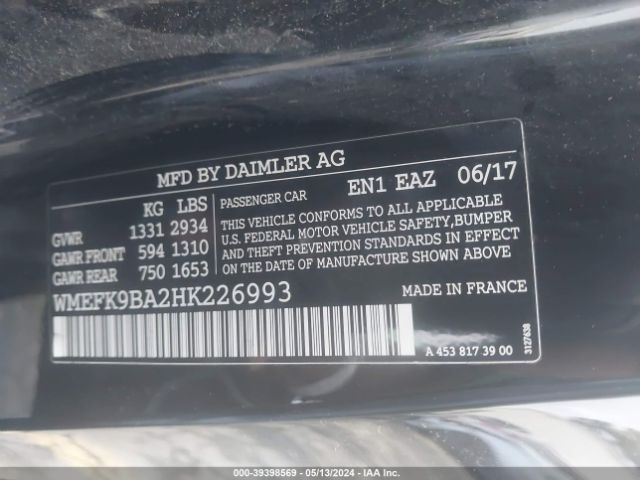 MFD BY DAIMLER AG
KG LBS
GVWR 1331 2934
GAWR FRONT 594 1310
GAWR REAR 750 1653
PASSENGER CAR EN1 EAZ 06/17
THIS VEHICLE CONFORMS TO ALL APPLICABLE
U.S. FEDERAL MOTOR VEHICLE SAFETY,BUMPER
AND THEFT PREVENTION STANDARDS IN EFFECT
ON THE DATE OF MANUFACTURE SHOWN ABOVE
WMEFK9BA2HK226993
MADE IN FRANCE
A 453 817 39 00
3127638
000-39398569 - 05/13/2024 - IAA Inc.